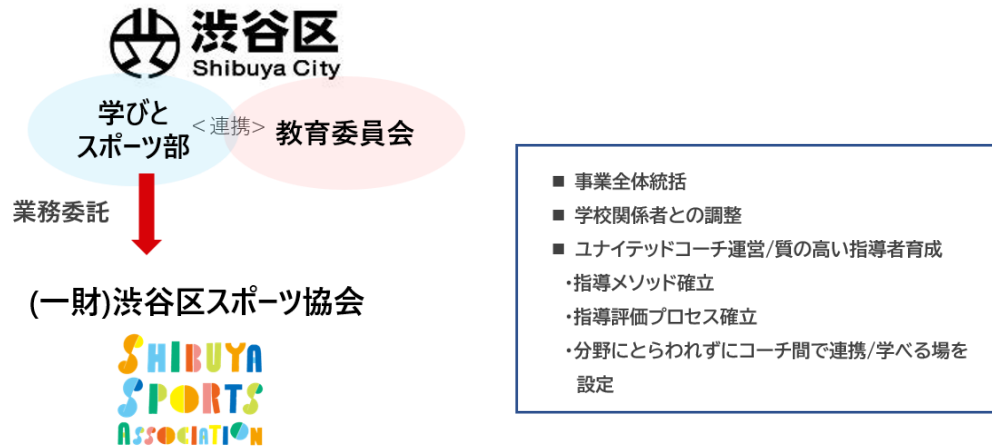 渋谷区
Shibuya City
学びと
スポーツ部
<連携>
教育委員会
業務委託
(一財)渋谷区スポーツ協会
SHIBUYA
SPORTS
ASSOCIATION
■ 事業全体統括
■ 学校関係者との調整
■ ユナイテッドコーチ運営/質の高い指導者育成
・指導メソッド確立
・指導評価プロセス確立
・分野にとらわれずにコーチ間で連携/学べる場を
設定